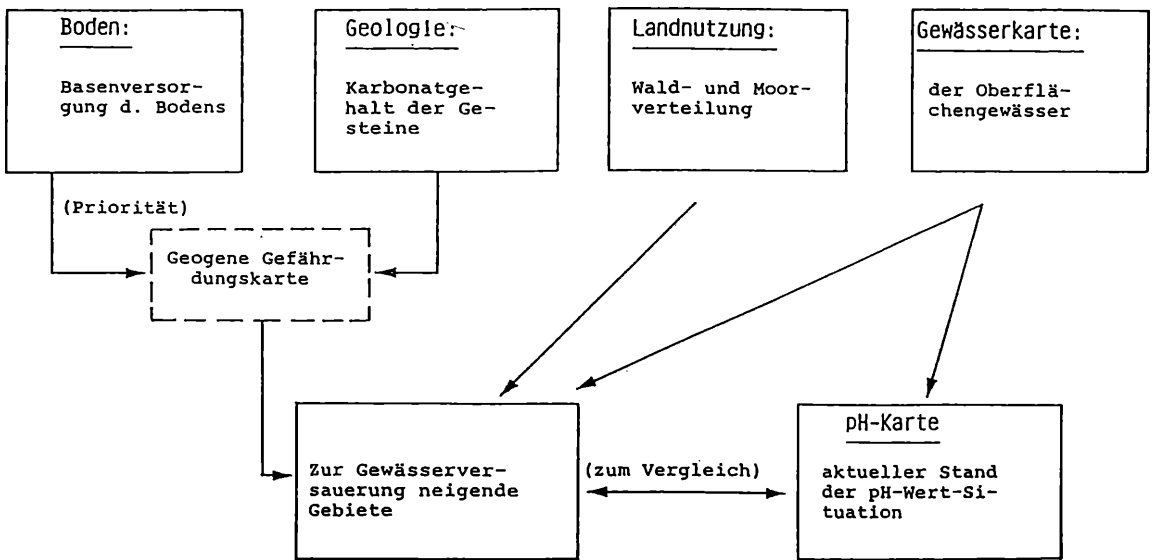 Boden:
Basenversor-
gung d. Bodens
Geologie:
Karbonatge-
halt der Ge-
steine
Landnutzung:
Wald- und Moor-
verteilung
Gewässerkarte:
der Oberflä-
chengewässer
(Priorität)
Geogene Gefähr-
dungskarte
Zur Gewässerver-
sauerung neigende
Gebiete
(zum Vergleich)
pH-Karte
aktueller Stand
der pH-Wert-Si-
tuation